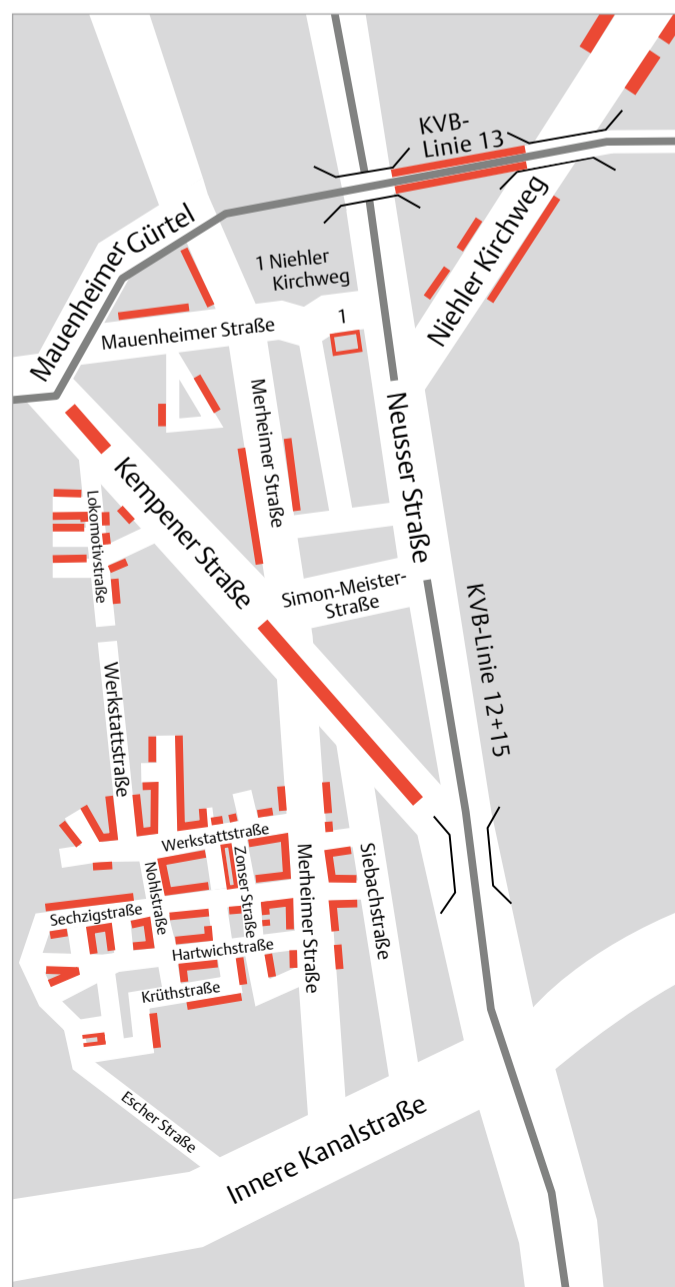 KVB-
Linie 13
Mauenheimer Gürtel
1 Niehler
Kirchweg
Niehler Kirchweg
1
Mauenheimer Straße
Merheimer Straße
Neusser Straße
Kempener Straße
Lokomotivstraße
Simon-Meister-
Straße
KVB-Linie 12+15
Werkstattstraße
Werkstattstraße
Nohlstraße
Zonser Straße
Merheimer Straße
Siebachstraße
Sechzigstraße
Hartwichstraße
Krüthstraße
Escher Straße
Innere Kanalstraße